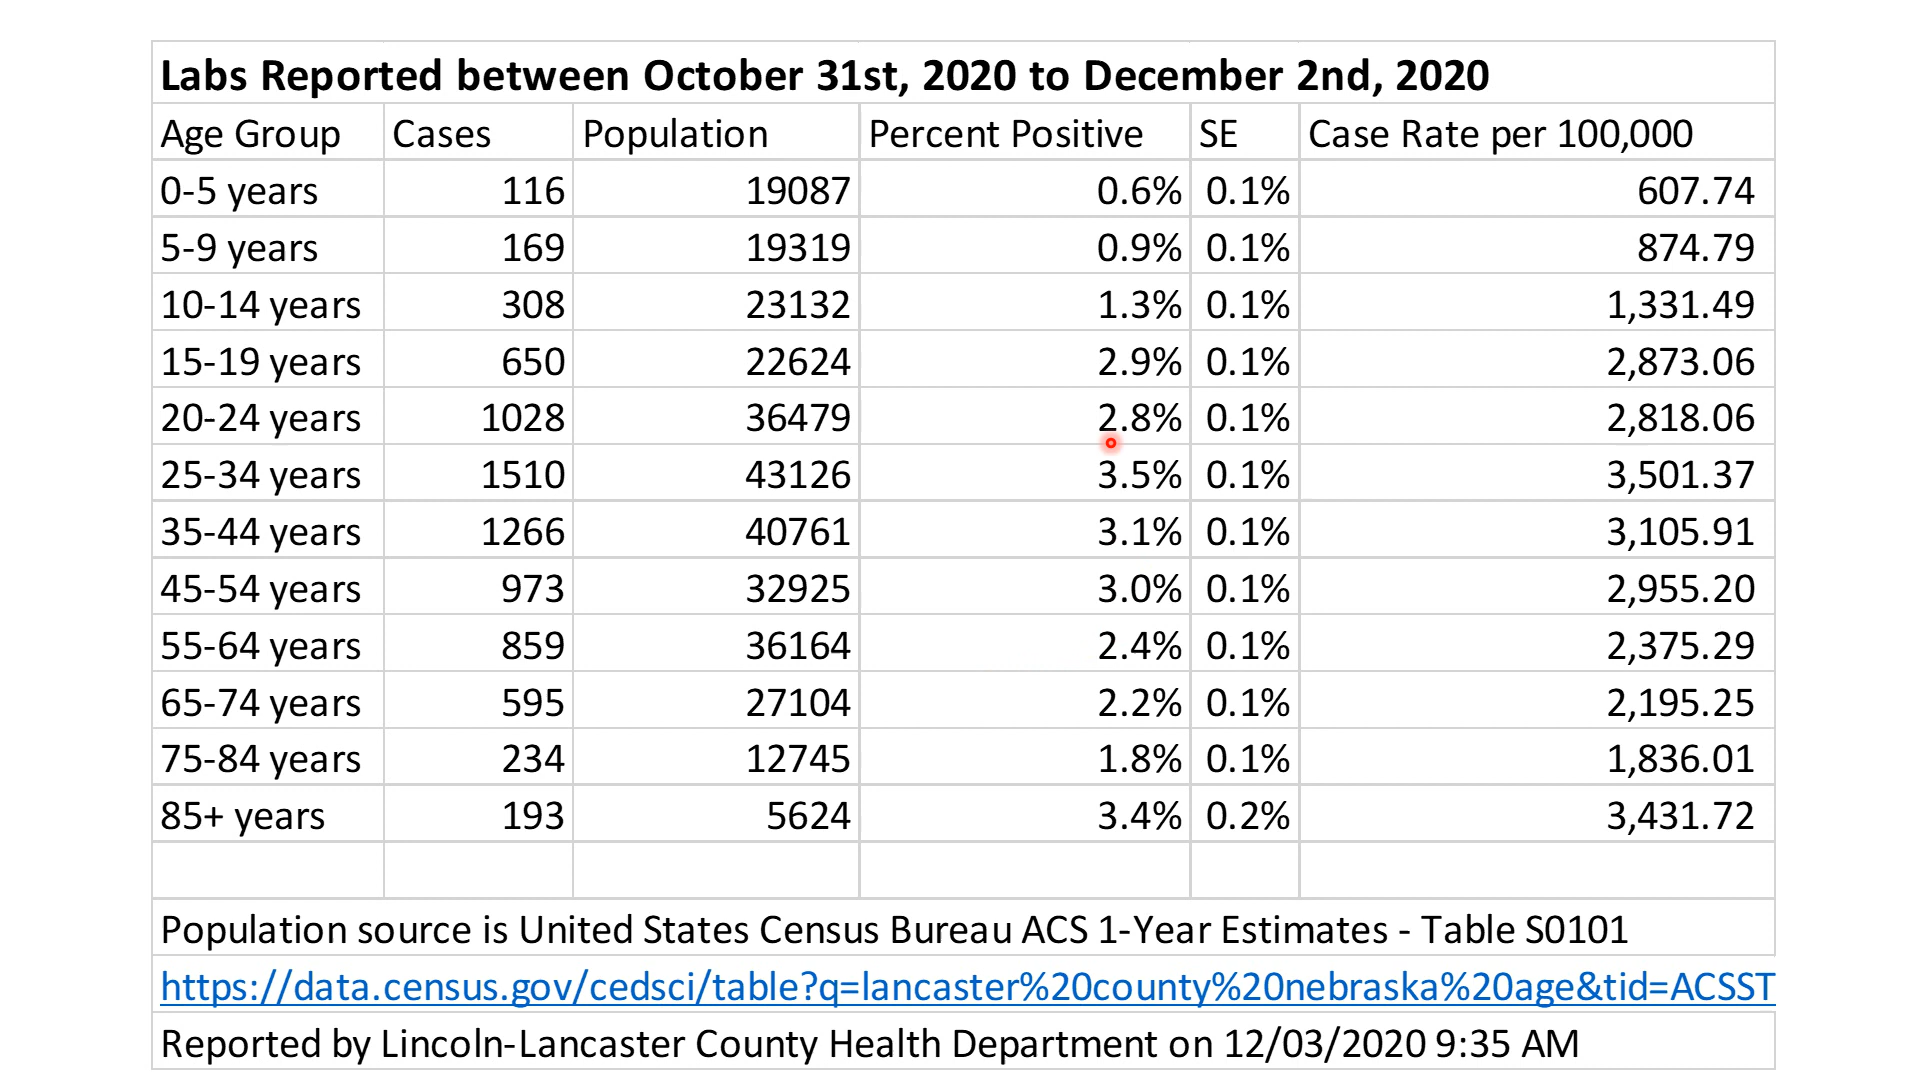 Labs Reported between October 31st, 2020 to December 2nd, 2020
Age Group Cases Population Percent Positive SE Case Rate per 100,000
0-5 years 116 19087 0.6% 0.1% 607.74
5-9 years 169 19319 0.9% 0.1% 874.79
10-14 years 308 23132 1.3% 0.1% 1,331.49
15-19 years 650 22624 2.9% 0.1% 2,873.06
20-24 years 1028 36479 2.8% 0.1% 2,818.06
25-34 years 1510 43126 3.5% 0.1% 3,501.37
35-44 years 1266 40761 3.1% 0.1% 3,105.91
45-54 years 973 32925 3.0% 0.1% 2,955.20
55-64 years 859 36164 2.4% 0.1% 2,375.29
65-74 years 595 27104 2.2% 0.1% 2,195.25
75-84 years 234 12745 1.8% 0.1% 1,836.01
85+ years 193 5624 3.4% 0.2% 3,431.72
Population source is United States Census Bureau ACS 1-Year Estimates - Table S0101
https://data.census.gov/cedsci/table?q=lancaster%20county%20nebraska%20age&tid=ACSST
Reported by Lincoln-Lancaster County Health Department on 12/03/2020 9:35 AM